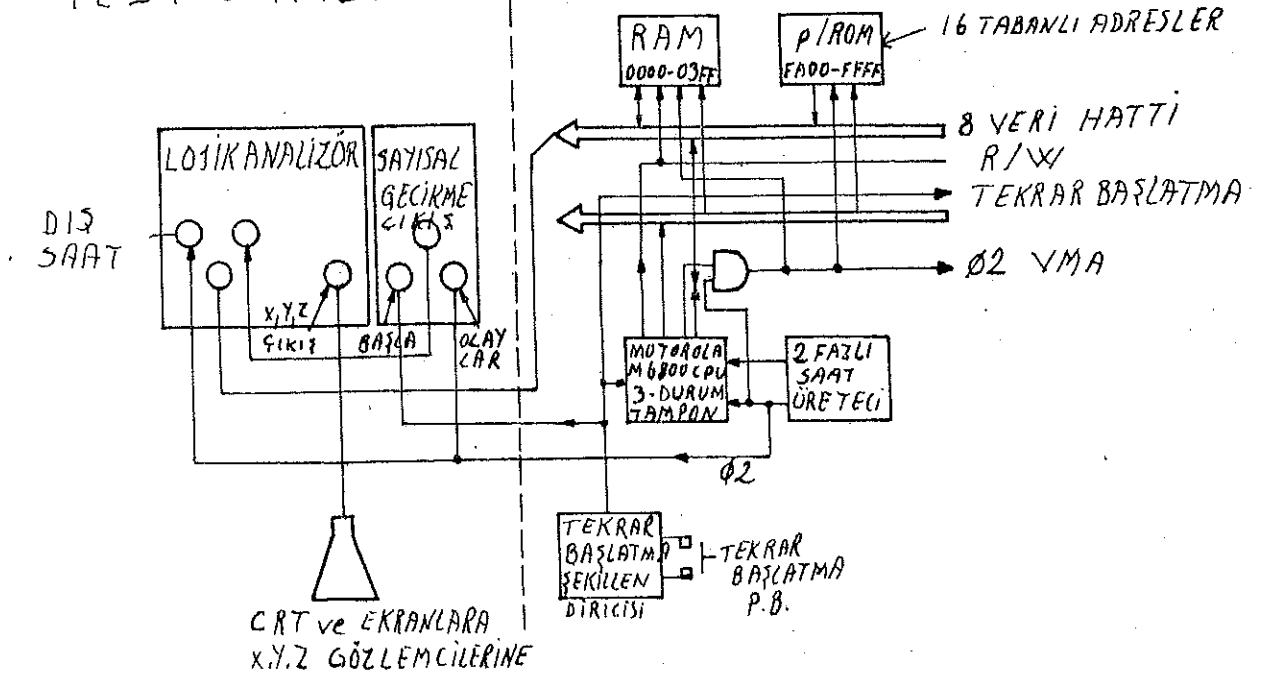 RAM
0000-03FF
P/ROM
FA00-FFFF
16 TABANLI ADRESLER
8 VERI HATTİ
R/W
TEKRAR BAŞLATMA
Ø2 VMA
LOJİK ANALİZÖR
SAYISAL
GECİKME
ÇIKIŞ
DIŞ
SAAT
X,Y,Z
ÇIKIŞ
BAŞLA
OLAY
LAR
MOTOROLA
M6800 CPU
3-DURUM
TAMPON
2 FAZLI
SAAT
ÜRETECİ
Ø2
TEKRAR
BAŞLATMA
ŞEKİLLEN
DİRİCİSİ
TEKRAR
BAŞLATMA
P.B.
CRT ve EKRANLARA
X.Y.Z GÖZLEMCİLERİNE